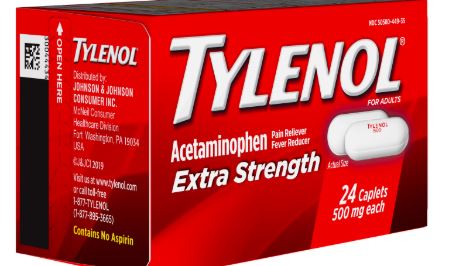 OPEN HERE
TYLENOL
Distributed by:
JOHNSON & JOHNSON
CONSUMER INC.
McNeil Consumer
Healthcare Division
Fort Washington, PA 19034
USA
©J&JCI 2019
Visit us at www.tylenol.com
or call toll-free
1-877-TYLENOL
(1-877-895-3665)
Contains No Aspirin
NDC 50580-449-35
TYLENOL®
FOR ADULTS
Acetaminophen
Pain Reliever
Fever Reducer
Extra Strength
TYLENOL
500
Actual Size
24 Caplets
500 mg each